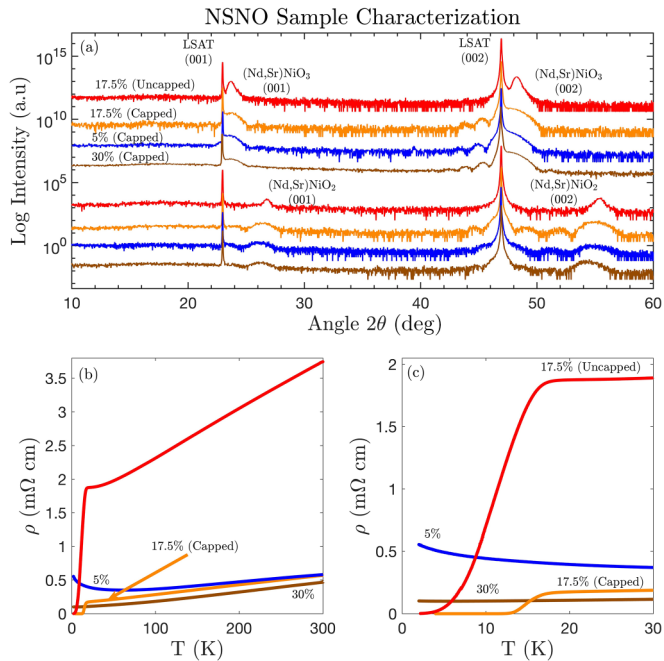 NSNO Sample Characterization
(a)
LSAT
(001)
LSAT
(002)
(Nd,Sr)NiO3
(001)
(Nd,Sr)NiO3
(002)
17.5% (Uncapped)
17.5% (Capped)
5% (Capped)
30% (Capped)
(Nd,Sr)NiO2
(001)
(Nd,Sr)NiO2
(002)
Log Intensity (a.u)
10^15
10^10
10^5
10^0
10 20 30 40 50 60
Angle 2θ (deg)
(b)
ρ (mΩ cm)
3.5
3
2.5
2
1.5
1
0.5
0
17.5% (Capped)
5%
30%
0 100 200 300
T (K)
(c)
ρ (mΩ cm)
2
1.5
1
0.5
0
17.5% (Uncapped)
5%
30%
17.5% (Capped)
0 10 20 30
T (K)